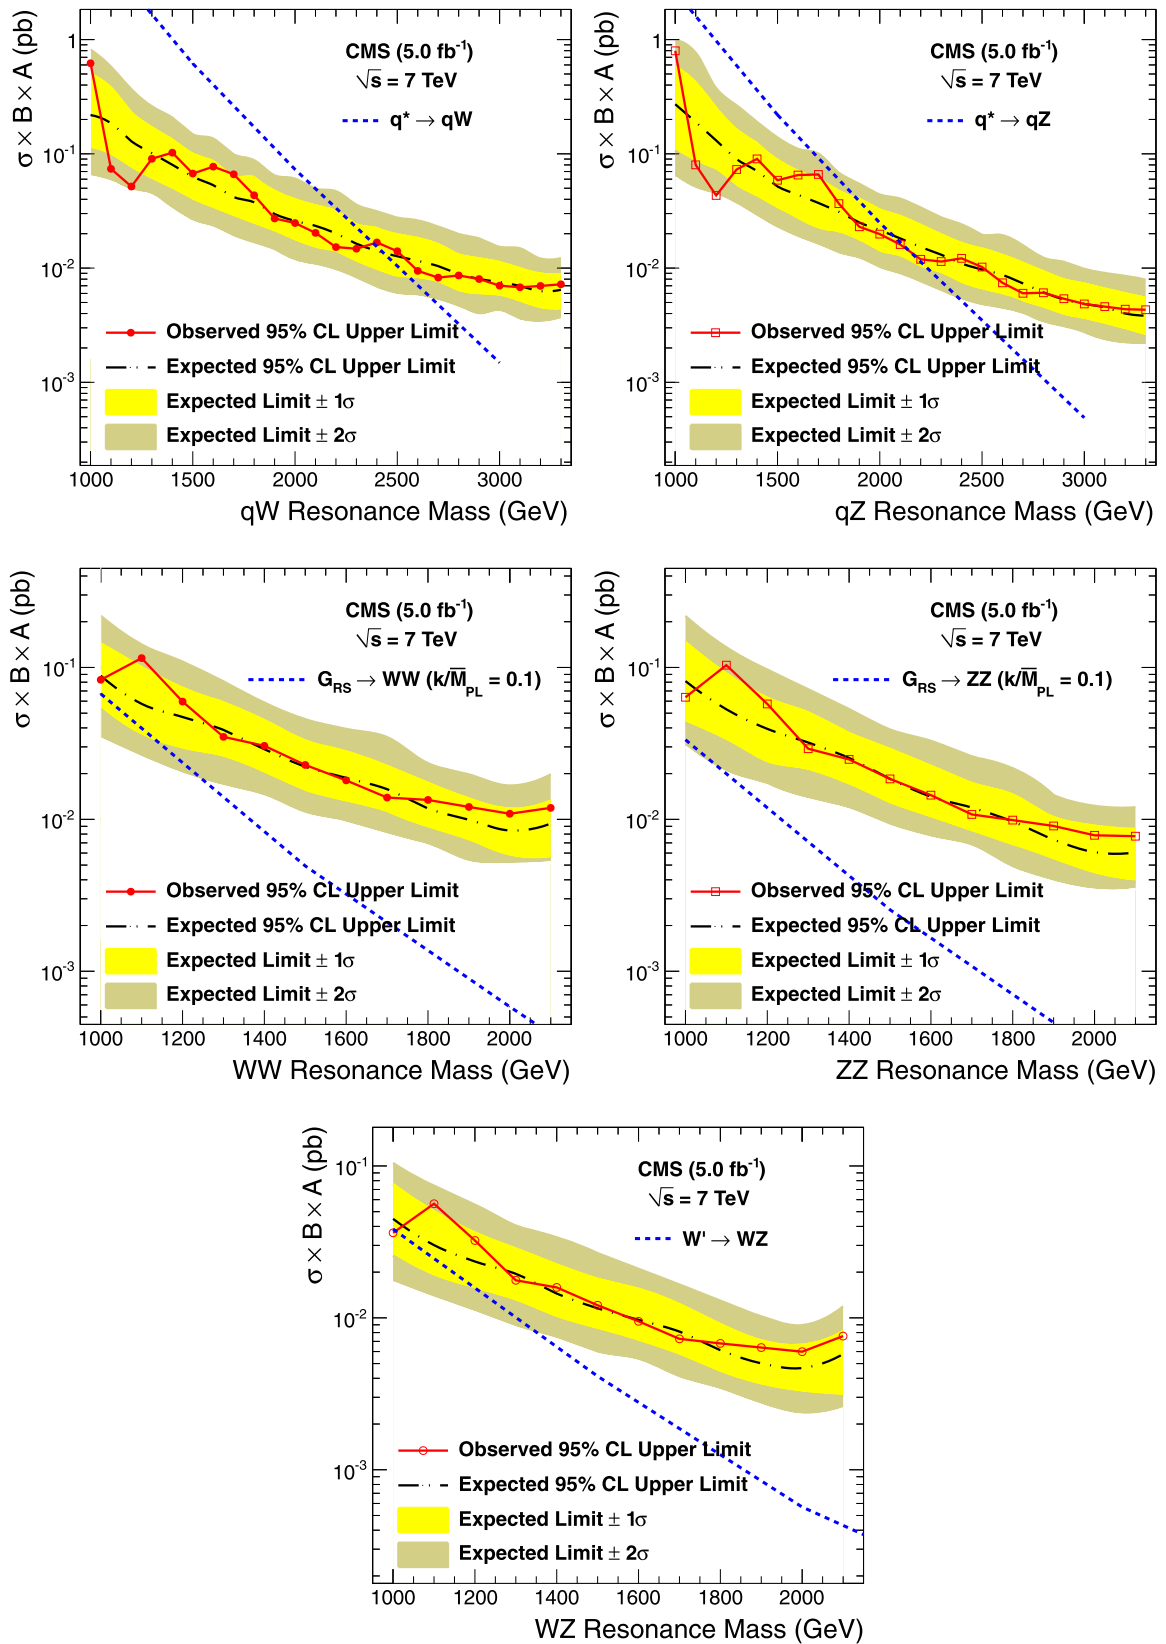 σ × B × A (pb)
1
10⁻¹
10⁻²
10⁻³
CMS (5.0 fb⁻¹)
√s = 7 TeV
q* → qW
Observed 95% CL Upper Limit
Expected 95% CL Upper Limit
Expected Limit ± 1σ
Expected Limit ± 2σ
1000 1500 2000 2500 3000
qW Resonance Mass (GeV)
σ × B × A (pb)
1
10⁻¹
10⁻²
10⁻³
CMS (5.0 fb⁻¹)
√s = 7 TeV
q* → qZ
Observed 95% CL Upper Limit
Expected 95% CL Upper Limit
Expected Limit ± 1σ
Expected Limit ± 2σ
1000 1500 2000 2500 3000
qZ Resonance Mass (GeV)
σ × B × A (pb)
10⁻¹
10⁻²
10⁻³
CMS (5.0 fb⁻¹)
√s = 7 TeV
G_RS → WW (k/M̅_PL = 0.1)
Observed 95% CL Upper Limit
Expected 95% CL Upper Limit
Expected Limit ± 1σ
Expected Limit ± 2σ
1000 1200 1400 1600 1800 2000
WW Resonance Mass (GeV)
σ × B × A (pb)
10⁻¹
10⁻²
10⁻³
CMS (5.0 fb⁻¹)
√s = 7 TeV
G_RS → ZZ (k/M̅_PL = 0.1)
Observed 95% CL Upper Limit
Expected 95% CL Upper Limit
Expected Limit ± 1σ
Expected Limit ± 2σ
1000 1200 1400 1600 1800 2000
ZZ Resonance Mass (GeV)
σ × B × A (pb)
10⁻¹
10⁻²
10⁻³
CMS (5.0 fb⁻¹)
√s = 7 TeV
W' → WZ
Observed 95% CL Upper Limit
Expected 95% CL Upper Limit
Expected Limit ± 1σ
Expected Limit ± 2σ
1000 1200 1400 1600 1800 2000
WZ Resonance Mass (GeV)